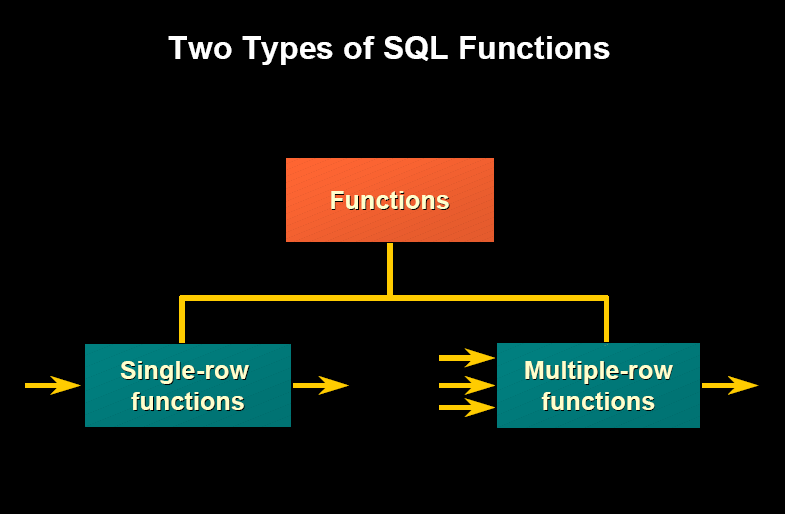 Two Types of SQL Functions
Functions
Single-row
functions
Multiple-row
functions